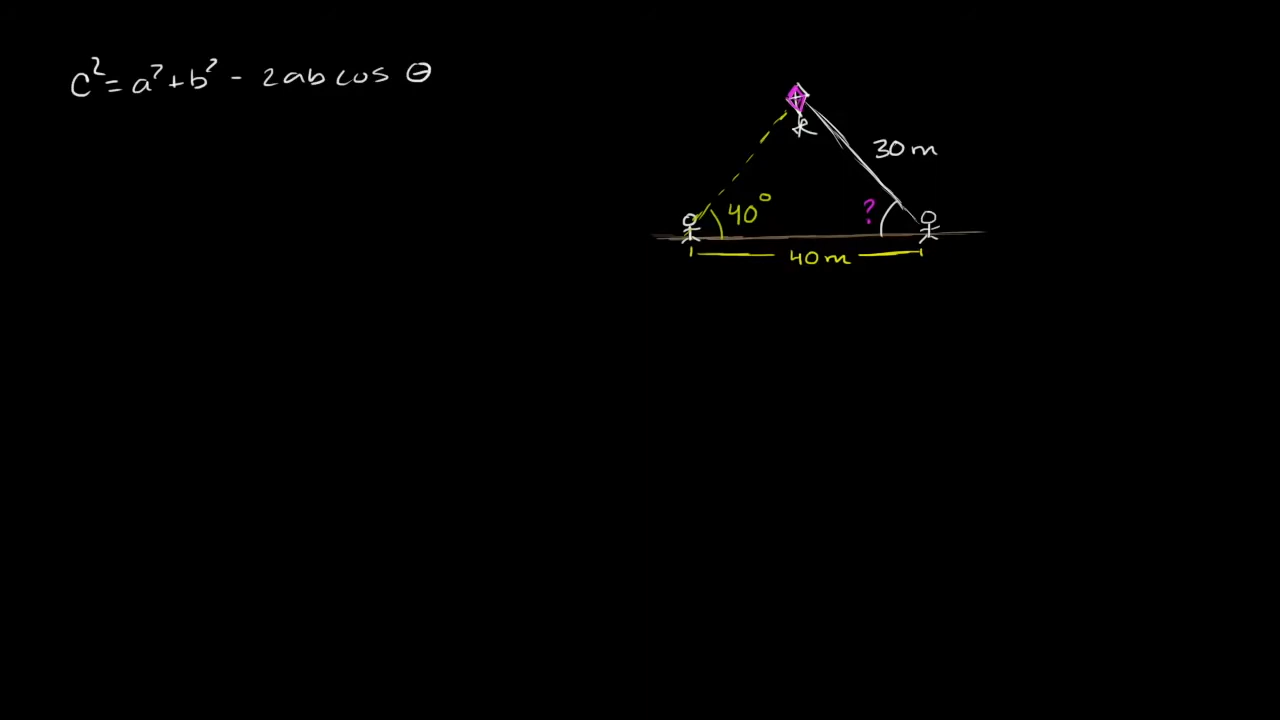 c² = a² + b² - 2ab cos θ
30 m
40°
?
40 m